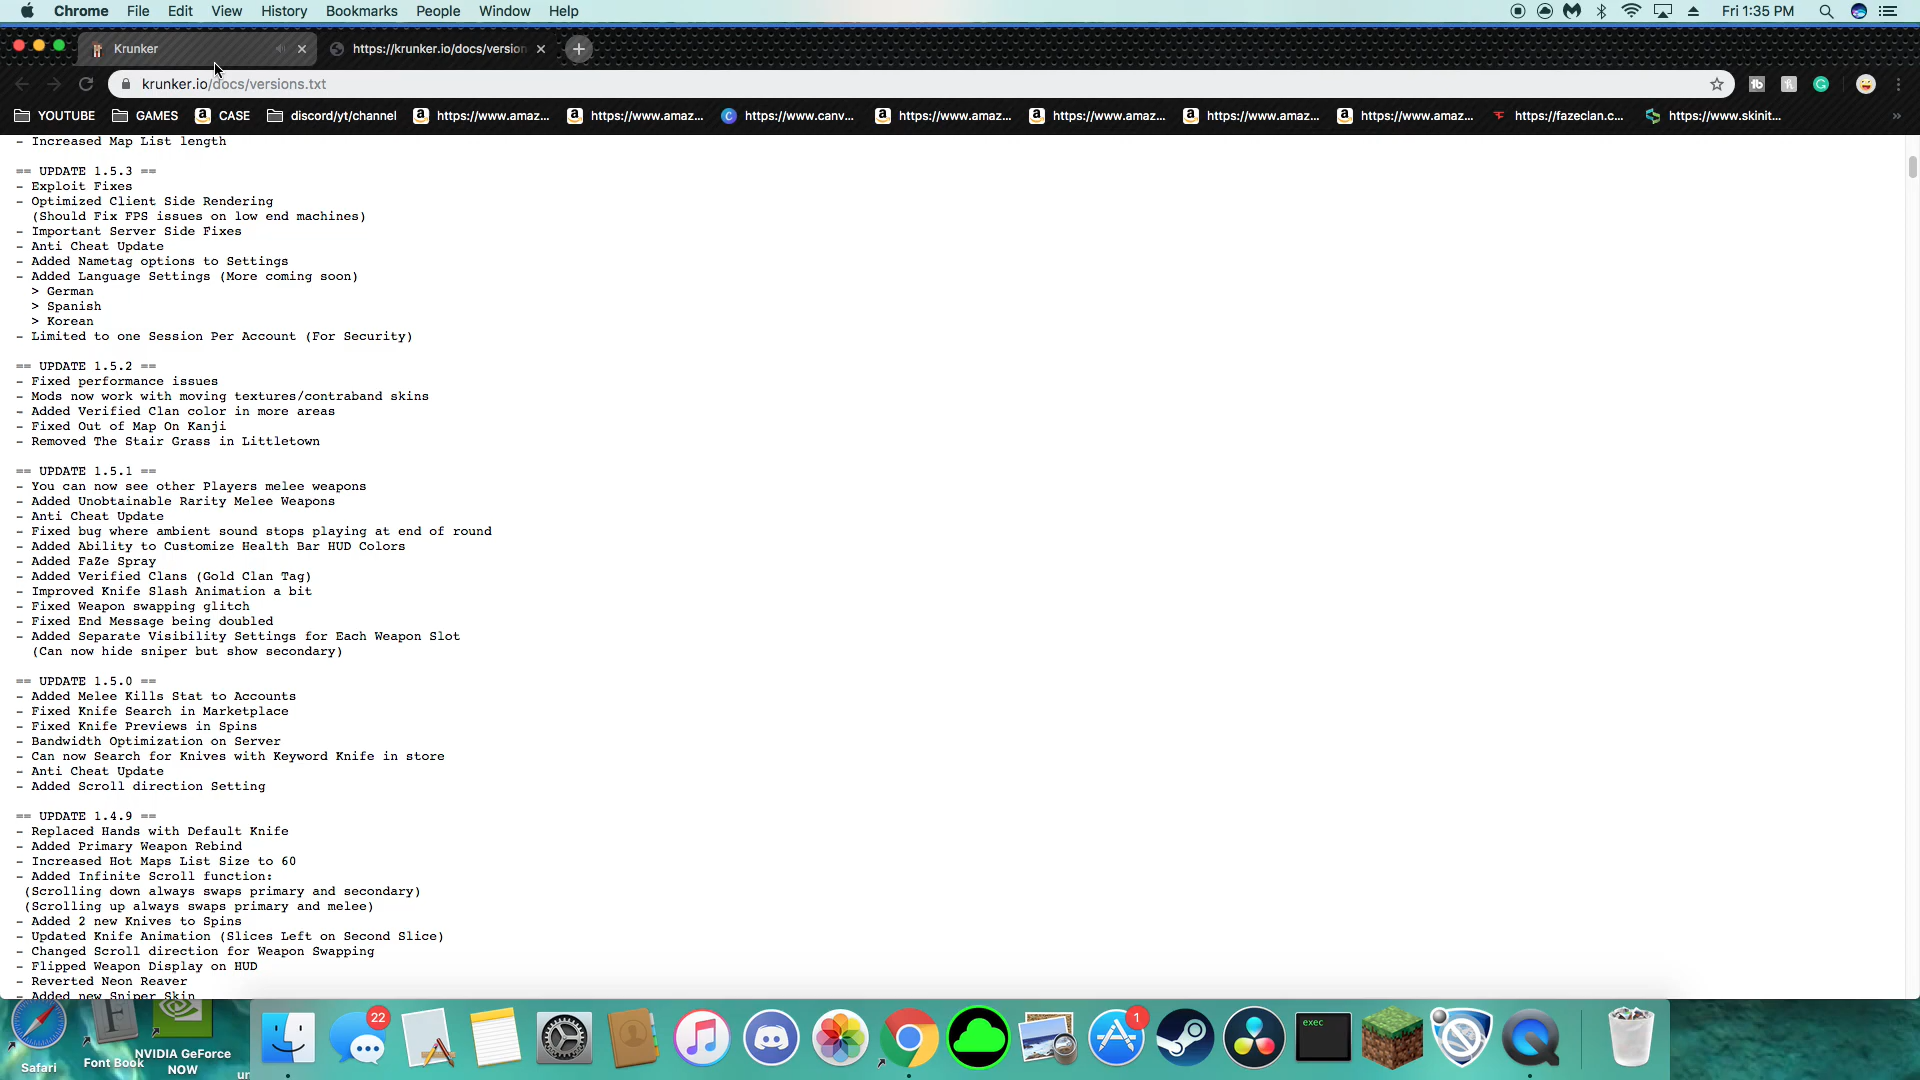 Chrome File Edit View History Bookmarks People Window Help Fri 1:35 PM
Krunker https://krunker.io/docs/version
krunker.io/docs/versions.txt
YOUTUBE GAMES CASE discord/yt/channel https://www.amaz... https://www.amaz... https://www.canv... https://www.amaz... https://www.amaz... https://www.amaz... https://www.amaz... https://fazeclan.c... https://www.skinit... »
- Increased Map List length
== UPDATE 1.5.3 ==
- Exploit Fixes
- Optimized Client Side Rendering
(Should Fix FPS issues on low end machines)
- Important Server Side Fixes
- Anti Cheat Update
- Added Nametag options to Settings
- Added Language Settings (More coming soon)
> German
> Spanish
> Korean
- Limited to one Session Per Account (For Security)
== UPDATE 1.5.2 ==
- Fixed performance issues
- Mods now work with moving textures/contraband skins
- Added Verified Clan color in more areas
- Fixed Out of Map On Kanji
- Removed The Stair Grass in Littletown
== UPDATE 1.5.1 ==
- You can now see other Players melee weapons
- Added Unobtainable Rarity Melee Weapons
- Anti Cheat Update
- Fixed bug where ambient sound stops playing at end of round
- Added Ability to Customize Health Bar HUD Colors
- Added FaZe Spray
- Added Verified Clans (Gold Clan Tag)
- Improved Knife Slash Animation a bit
- Fixed Weapon swapping glitch
- Fixed End Message being doubled
- Added Separate Visibility Settings for Each Weapon Slot
(Can now hide sniper but show secondary)
== UPDATE 1.5.0 ==
- Added Melee Kills Stat to Accounts
- Fixed Knife Search in Marketplace
- Fixed Knife Previews in Spins
- Bandwidth Optimization on Server
- Can now Search for Knives with Keyword Knife in store
- Anti Cheat Update
- Added Scroll direction Setting
== UPDATE 1.4.9 ==
- Replaced Hands with Default Knife
- Added Primary Weapon Rebind
- Increased Hot Maps List Size to 60
- Added Infinite Scroll function:
(Scrolling down always swaps primary and secondary)
(Scrolling up always swaps primary and melee)
- Added 2 new Knives to Spins
- Updated Knife Animation (Slices Left on Second Slice)
- Changed Scroll direction for Weapon Swapping
- Flipped Weapon Display on HUD
- Reverted Neon Reaver
- Added new Sniper Skin
22
1
exec
Safari
Font Book
NVIDIA GeForce
NOW